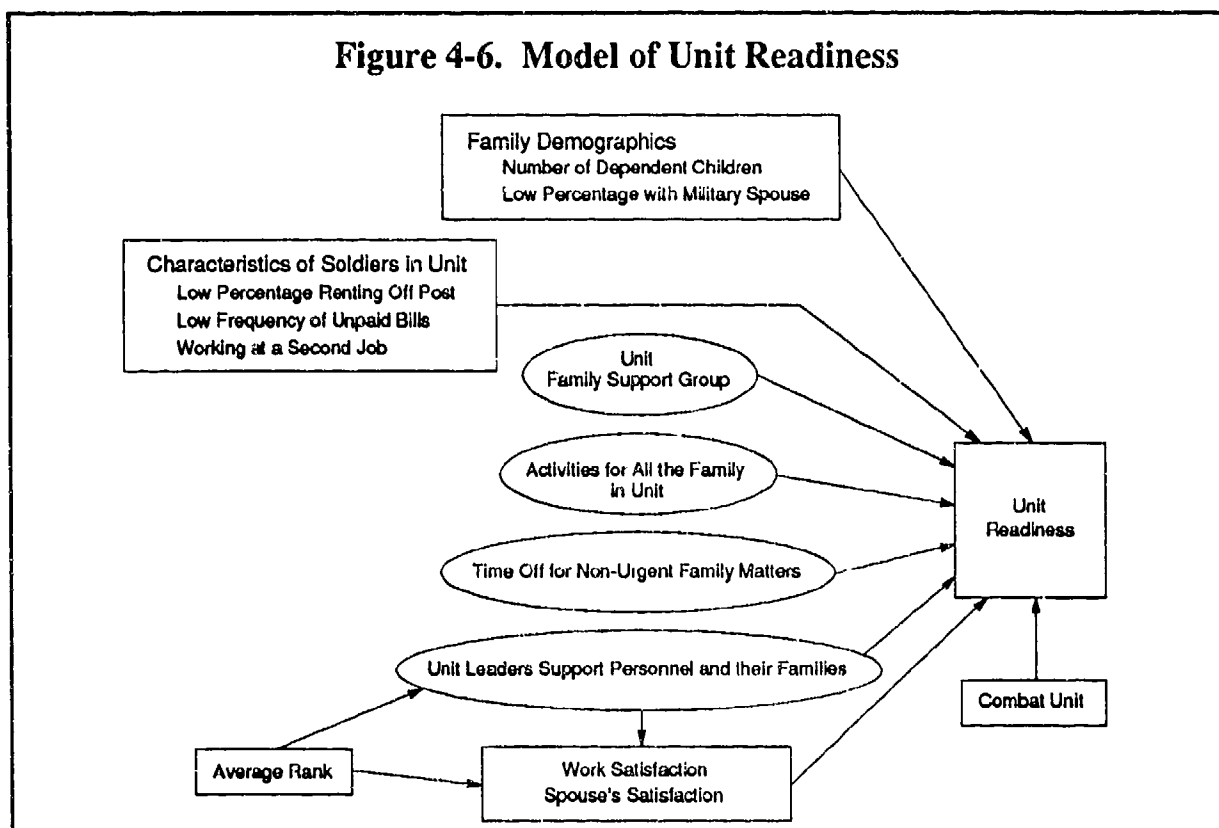 Figure 4-6. Model of Unit Readiness
Family Demographics
Number of Dependent Children
Low Percentage with Military Spouse
Characteristics of Soldiers in Unit
Low Percentage Renting Off Post
Low Frequency of Unpaid Bills
Working at a Second Job
Unit
Family Support Group
Activities for All the Family
in Unit
Unit
Readiness
Time Off for Non-Urgent Family Matters
Unit Leaders Support Personnel and their Families
Combat Unit
Average Rank
Work Satisfaction
Spouse's Satisfaction